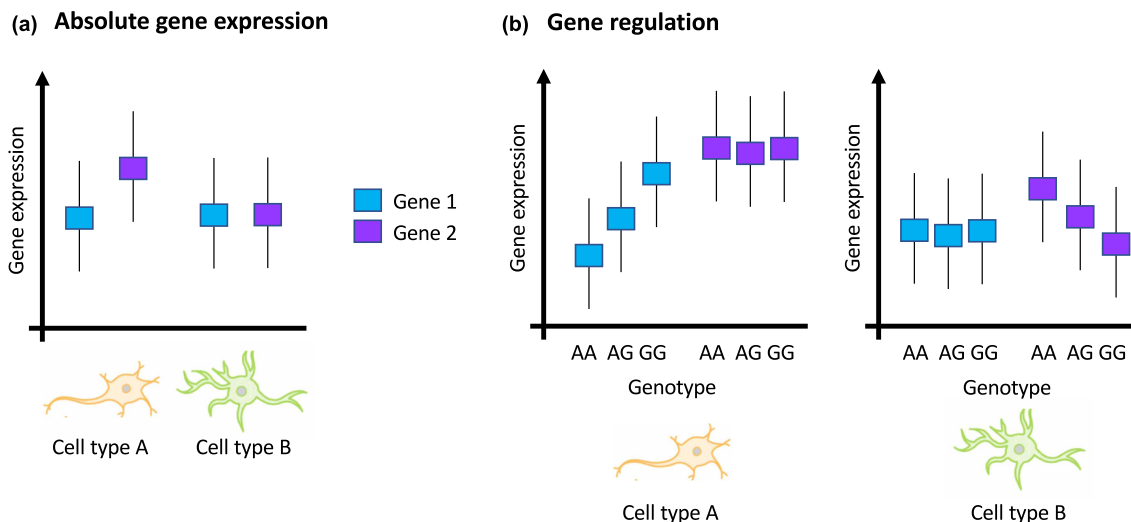 (a) Absolute gene expression
Gene expression
Gene 1
Gene 2
Cell type A
Cell type B
(b) Gene regulation
Gene expression
AA AG GG AA AG GG
Genotype
Cell type A
Gene expression
AA AG GG AA AG GG
Genotype
Cell type B